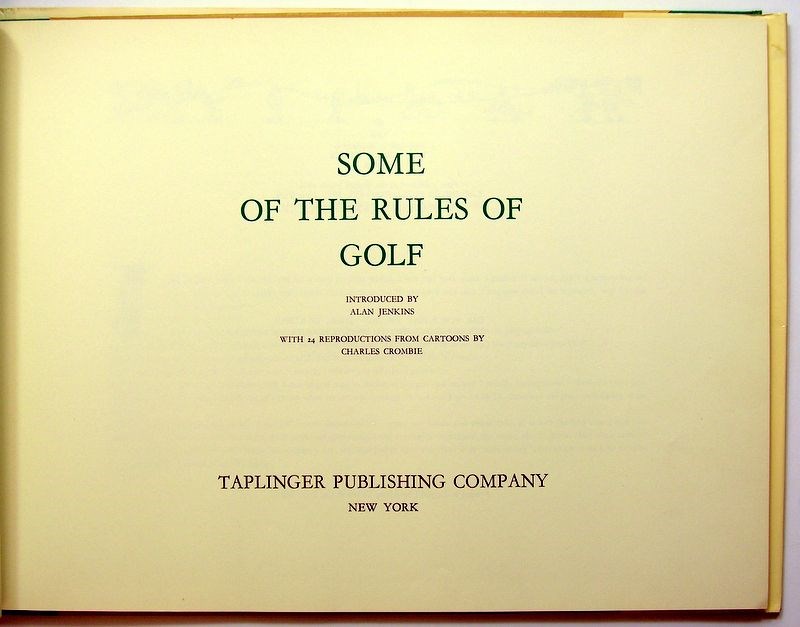 SOME
OF THE RULES OF
GOLF
INTRODUCED BY
ALAN JENKINS
WITH 24 REPRODUCTIONS FROM CARTOONS BY
CHARLES CROMBIE
TAPLINGER PUBLISHING COMPANY
NEW YORK